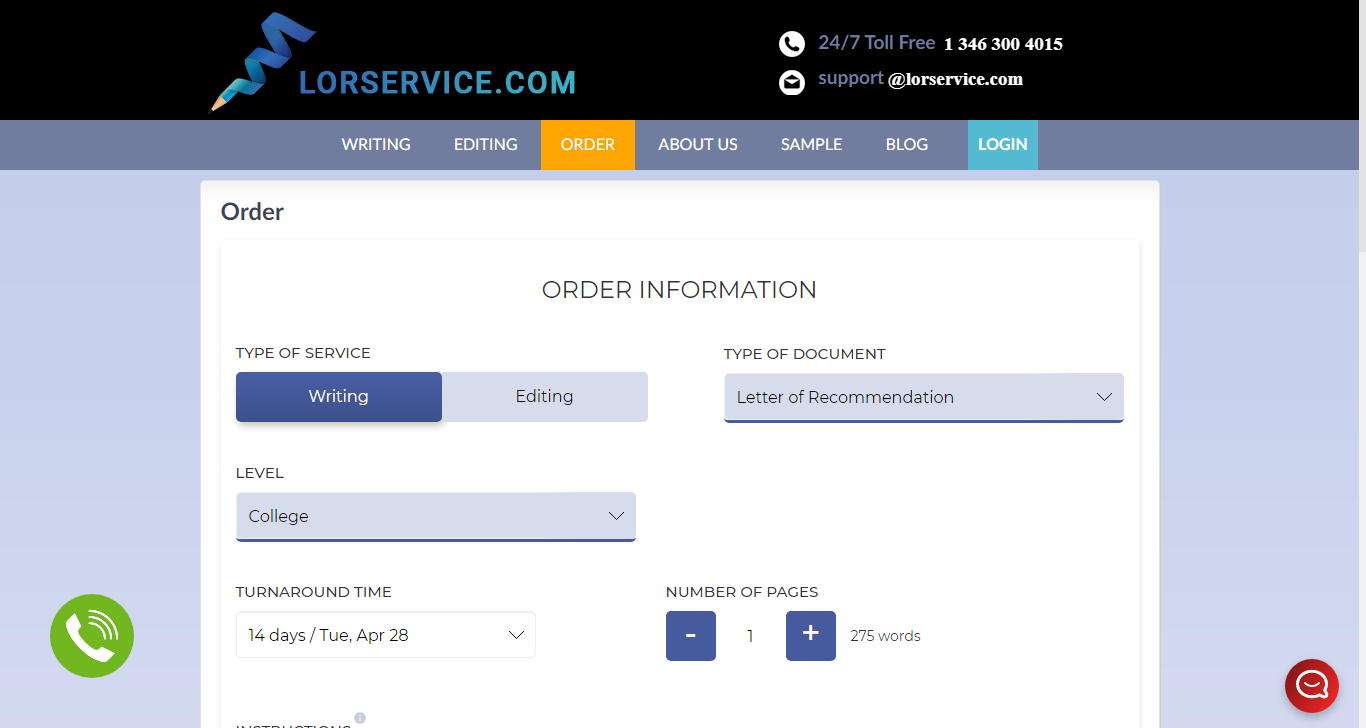 LORSERVICE.COM
24/7 Toll Free 1 346 300 4015
support @lorservice.com
WRITING EDITING ORDER ABOUT US SAMPLE BLOG LOGIN
Order
ORDER INFORMATION
TYPE OF SERVICE
Writing Editing
TYPE OF DOCUMENT
Letter of Recommendation
LEVEL
College
TURNAROUND TIME
14 days / Tue, Apr 28
NUMBER OF PAGES
- 1 + 275 words
INSTRUCTIONS